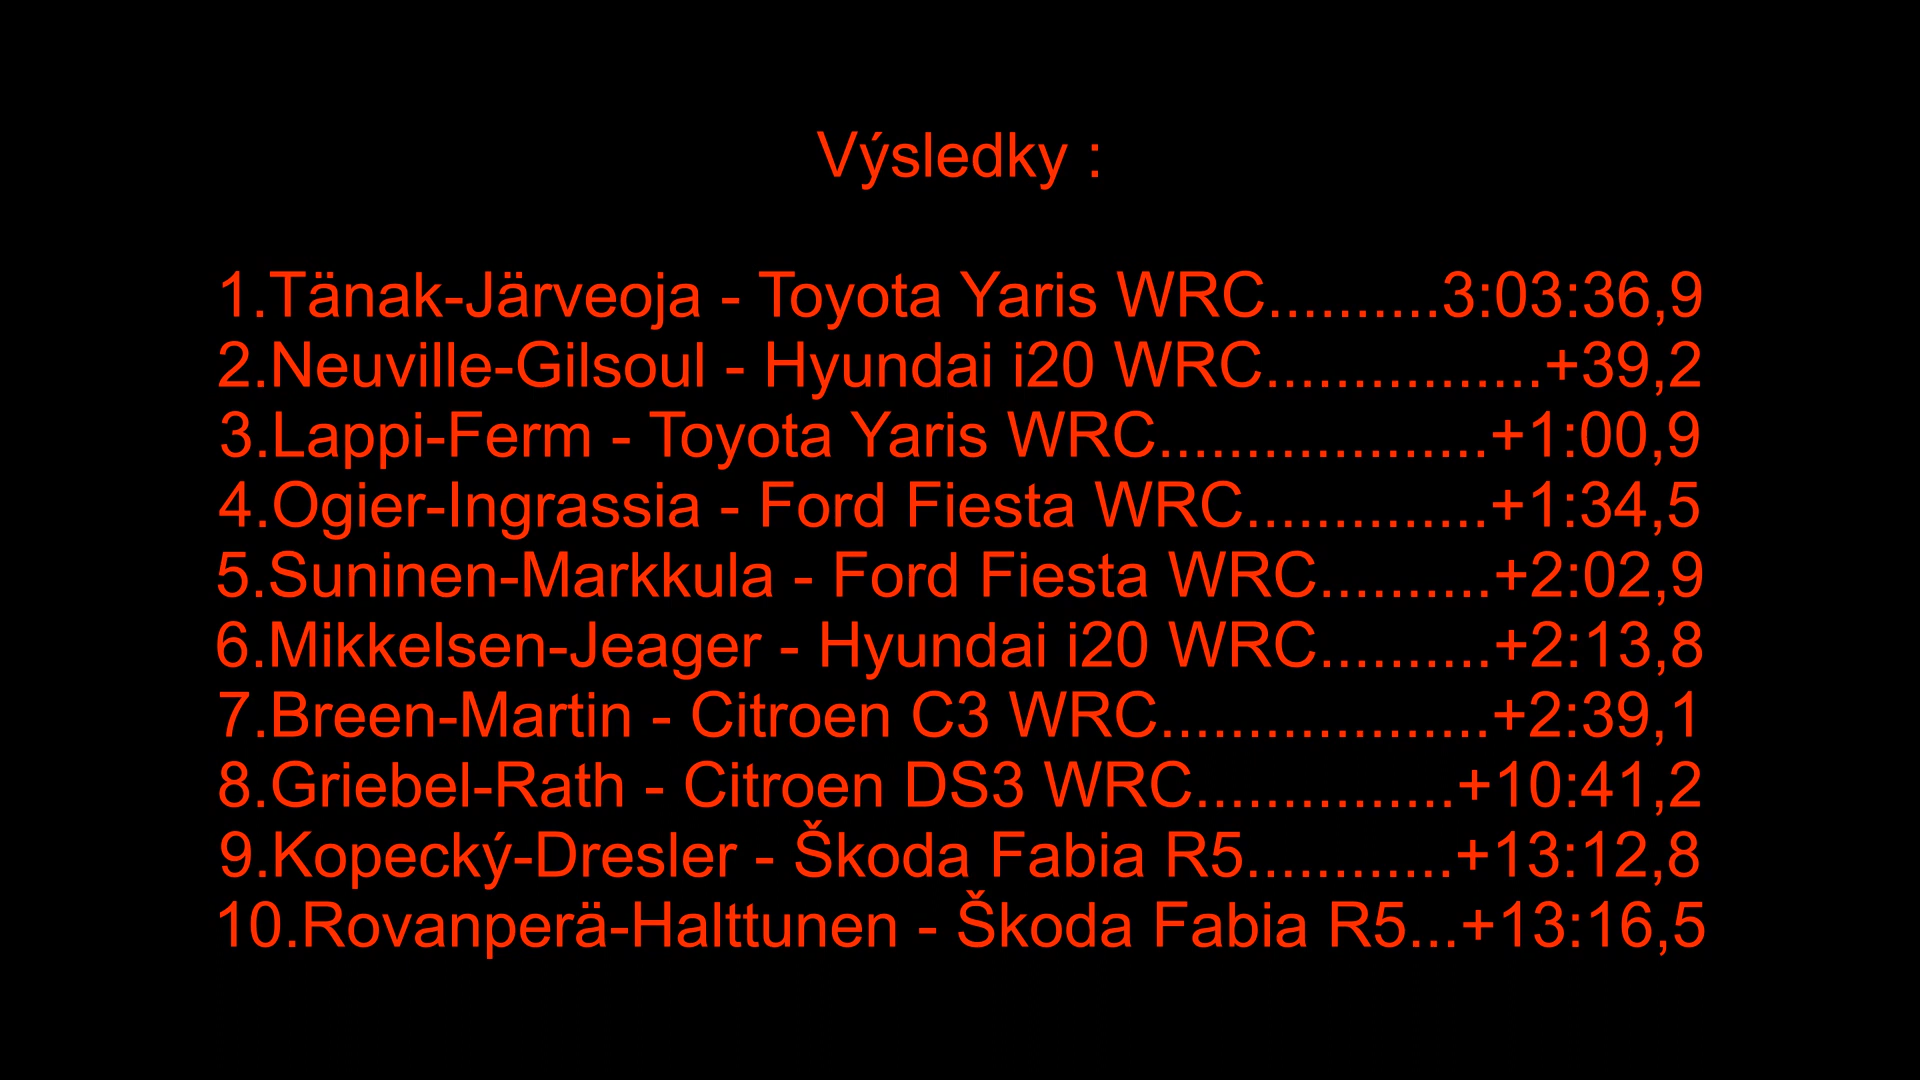 Výsledky :
1.Tänak-Järveoja - Toyota Yaris WRC..........3:03:36,9
2.Neuville-Gilsoul - Hyundai i20 WRC................+39,2
3.Lappi-Ferm - Toyota Yaris WRC...................+1:00,9
4.Ogier-Ingrassia - Ford Fiesta WRC..............+1:34,5
5.Suninen-Markkula - Ford Fiesta WRC..........+2:02,9
6.Mikkelsen-Jeager - Hyundai i20 WRC..........+2:13,8
7.Breen-Martin - Citroen C3 WRC...................+2:39,1
8.Griebel-Rath - Citroen DS3 WRC...............+10:41,2
9.Kopecký-Dresler - Škoda Fabia R5............+13:12,8
10.Rovanperä-Halttunen - Škoda Fabia R5...+13:16,5